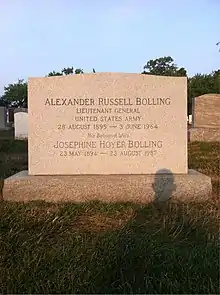 ALEXANDER RUSSELL BOLLING
LIEUTENANT GENERAL
UNITED STATES ARMY
28 AUGUST 1895 — 3 JUNE 1964
His Beloved Wife
JOSEPHINE HOYER BOLLING
23 MAY 1894 — 23 AUGUST 1987